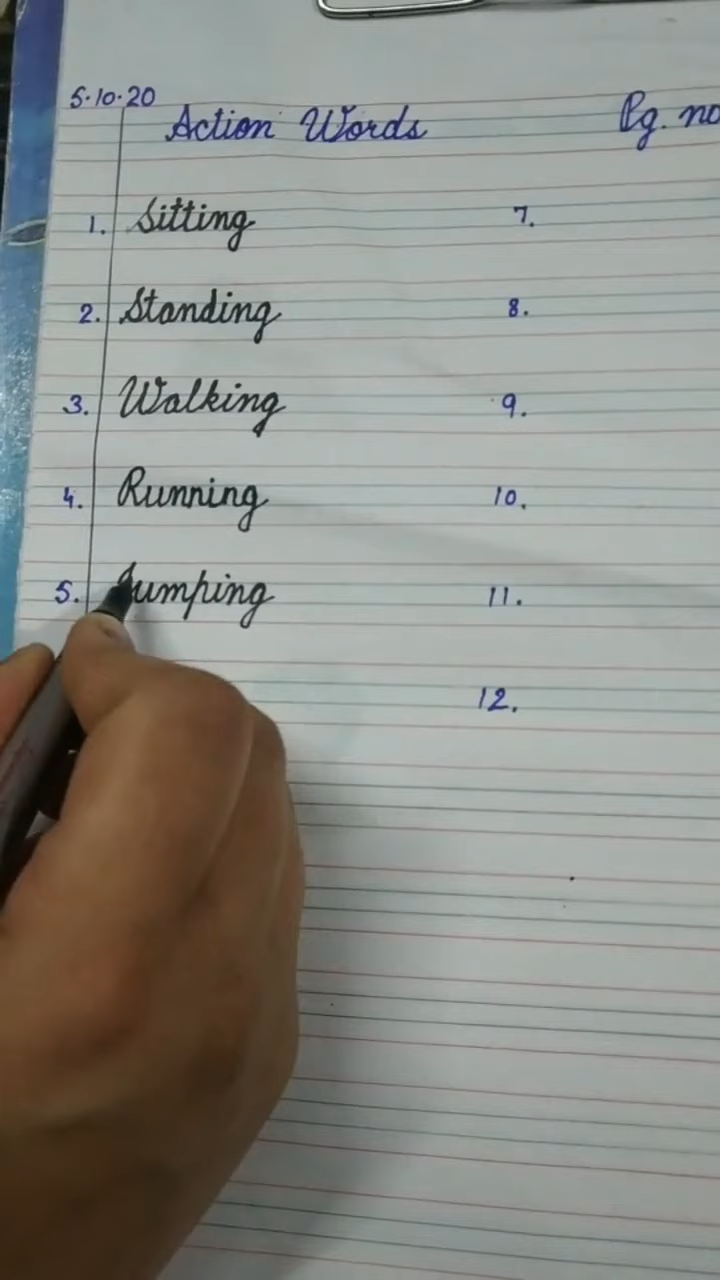 5.10.20
Action Words Pg. no
1. Sitting 7.
2. Standing 8.
3. Walking 9.
4. Running 10.
5. Jumping 11.
12.